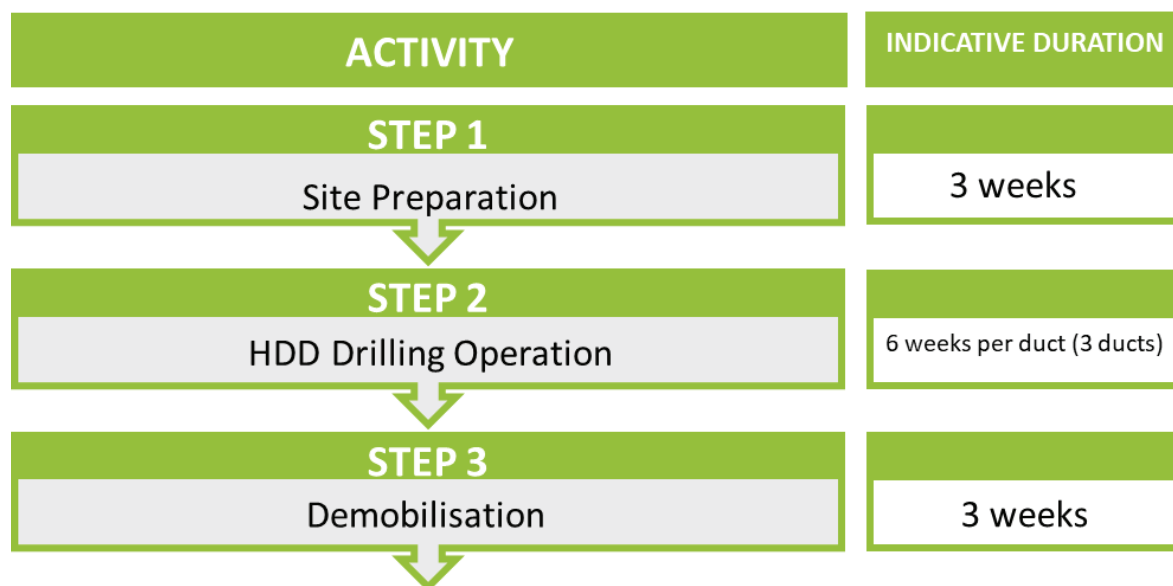 ACTIVITY
INDICATIVE DURATION
STEP 1
Site Preparation
3 weeks
STEP 2
HDD Drilling Operation
6 weeks per duct (3 ducts)
STEP 3
Demobilisation
3 weeks